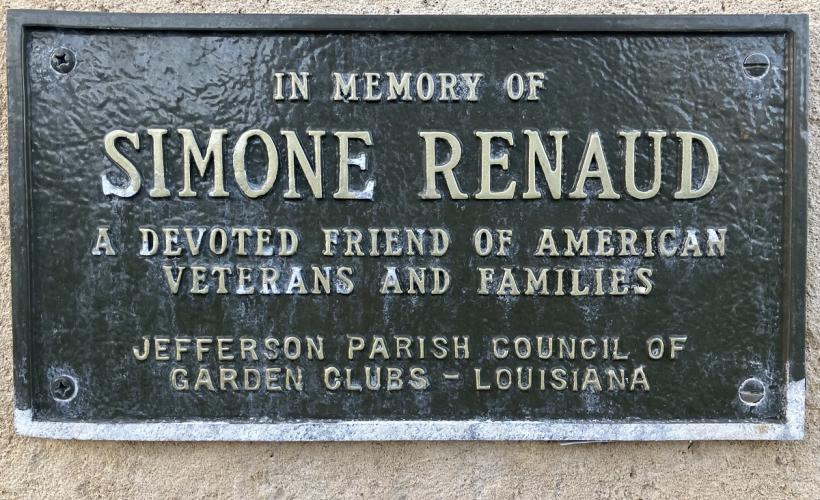 IN MEMORY OF
SIMONE RENAUD
A DEVOTED FRIEND OF AMERICAN
VETERANS AND FAMILIES
JEFFERSON PARISH COUNCIL OF
GARDEN CLUBS - LOUISIANA